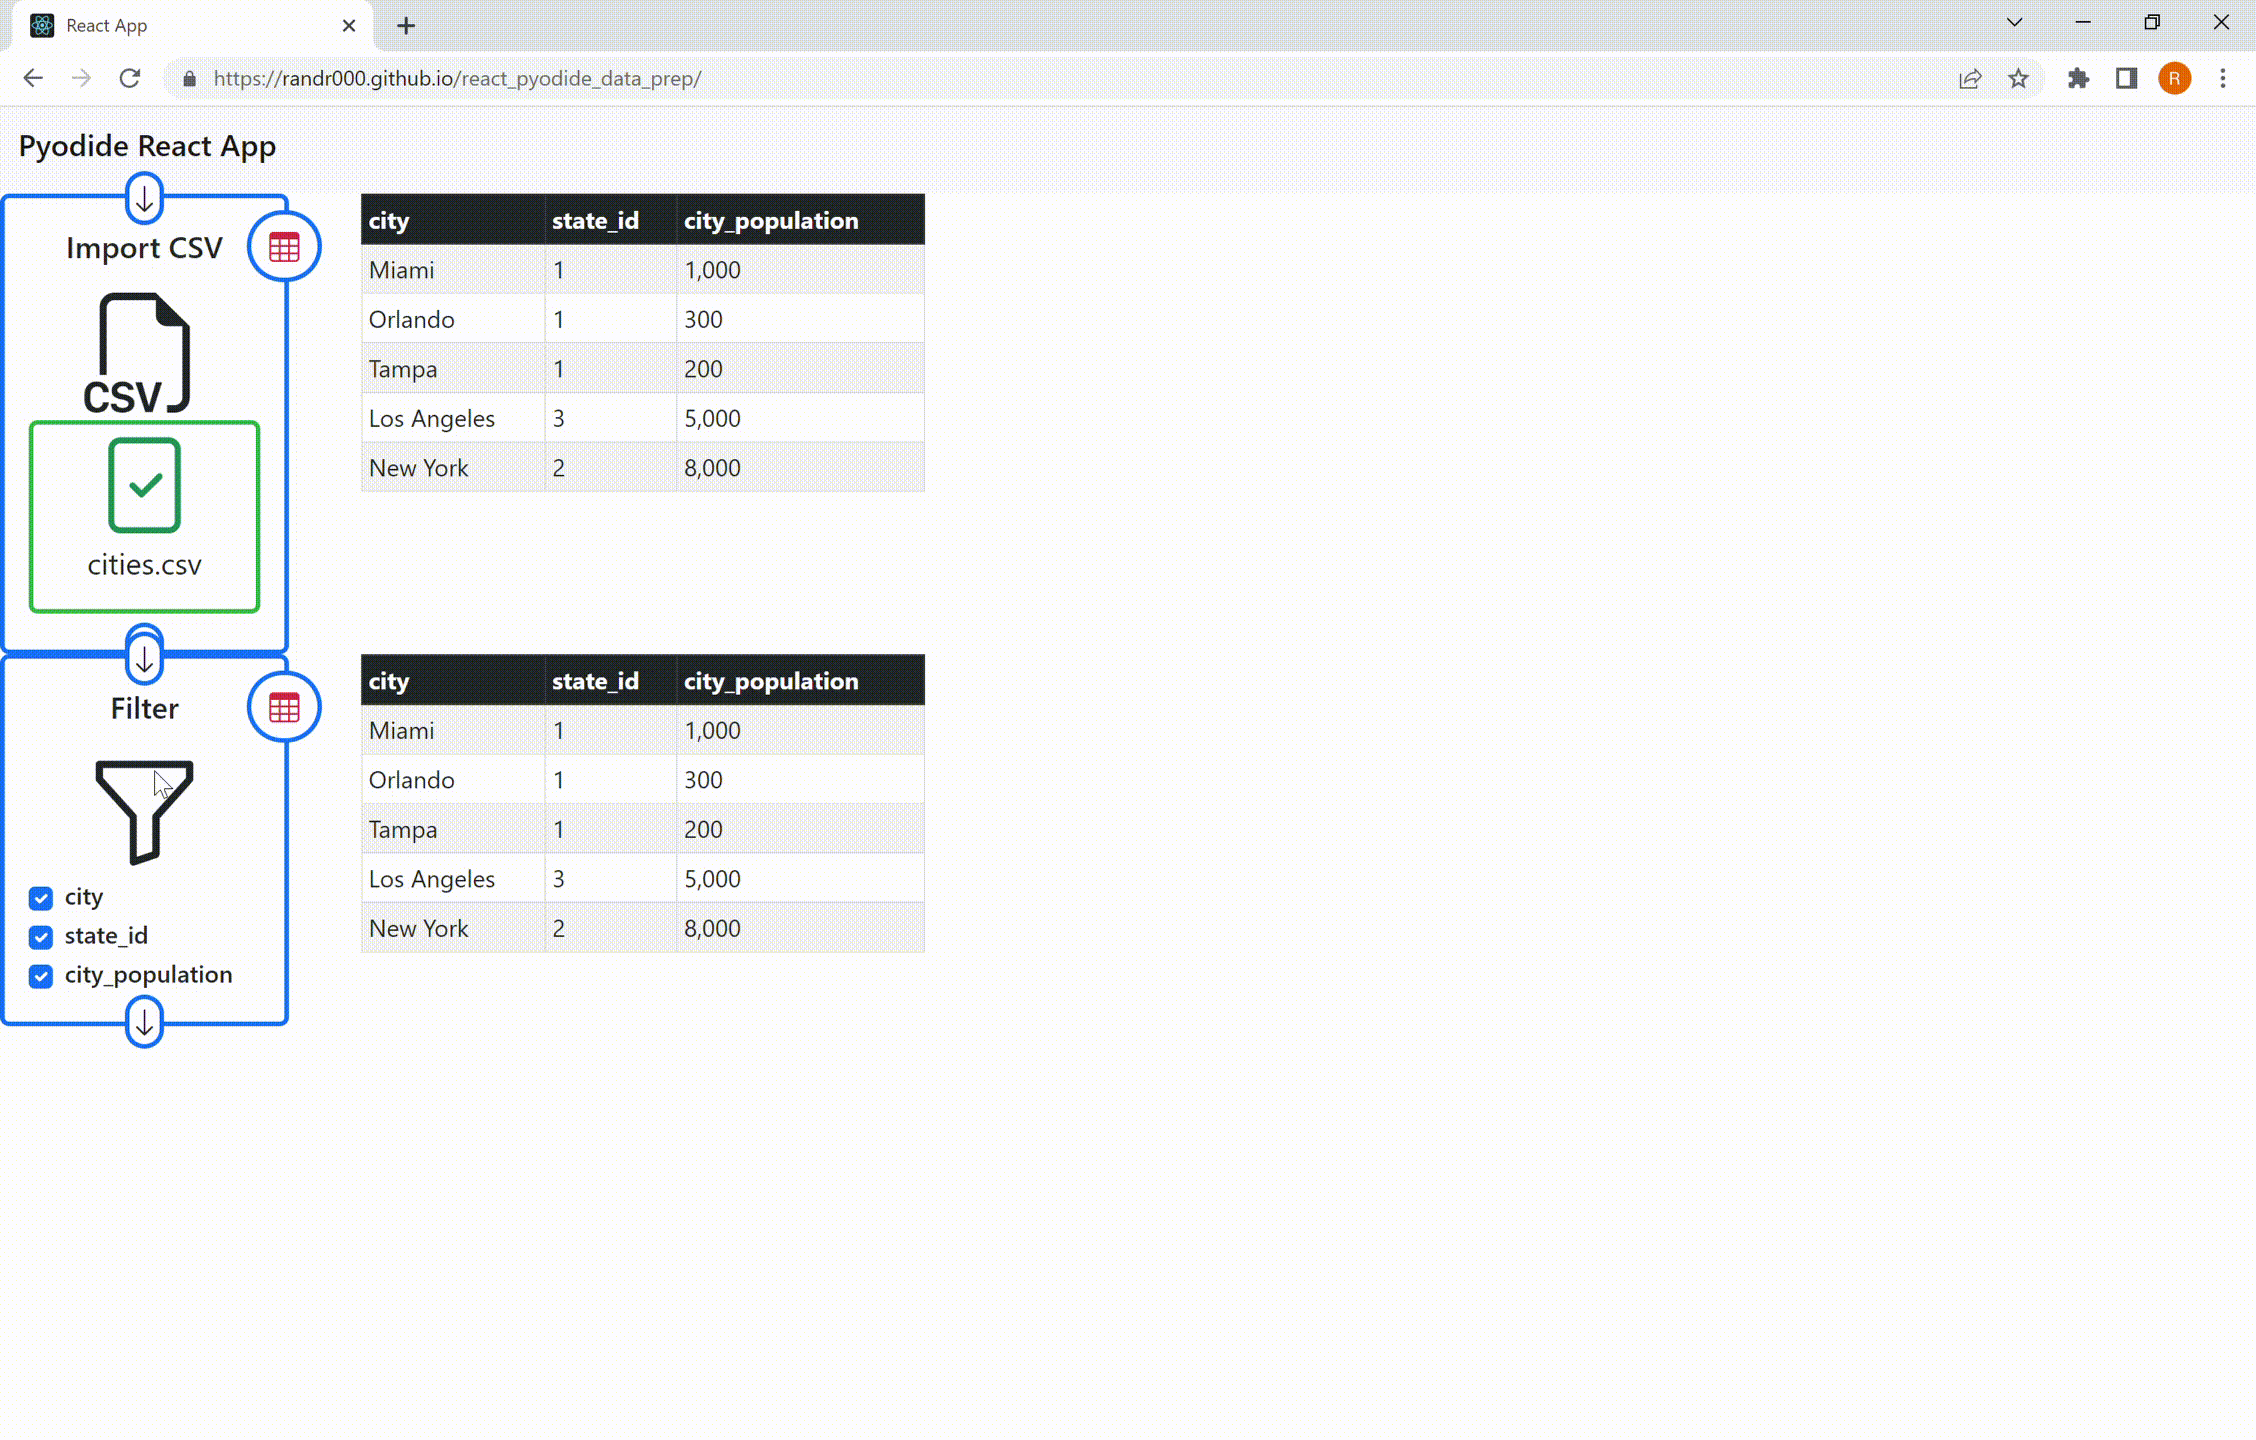 React App
https://randr000.github.io/react_pyodide_data_prep/
R
Pyodide React App
Import CSV
CSV
cities.csv
city state_id city_population
Miami 1 1,000
Orlando 1 300
Tampa 1 200
Los Angeles 3 5,000
New York 2 8,000
Filter
city
state_id
city_population
city state_id city_population
Miami 1 1,000
Orlando 1 300
Tampa 1 200
Los Angeles 3 5,000
New York 2 8,000